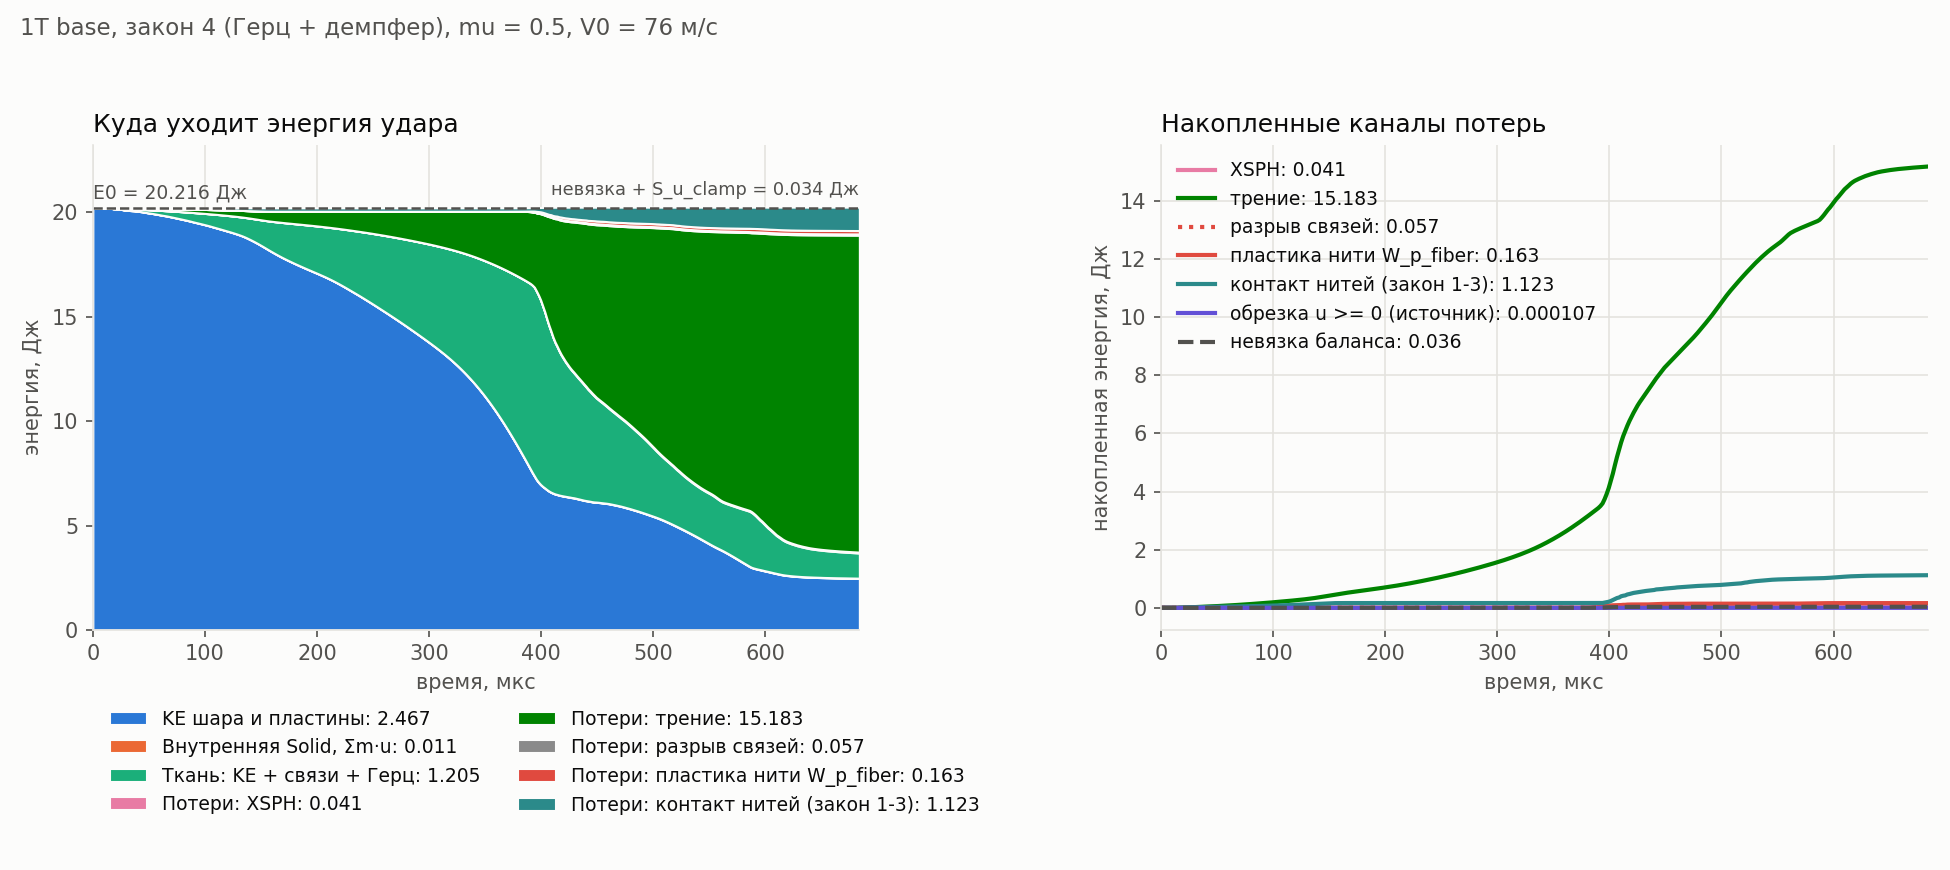 1T base, закон 4 (Герц + демпфер), mu = 0.5, V0 = 76 м/с
Куда уходит энергия удара
E0 = 20.216 Дж
невязка + S_u_clamp = 0.034 Дж
20
15
10
5
0
энергия, Дж
0 100 200 300 400 500 600
время, мкс
KE шара и пластины: 2.467
Внутренняя Solid, Σm·u: 0.011
Ткань: KE + связи + Герц: 1.205
Потери: XSPH: 0.041
Потери: трение: 15.183
Потери: разрыв связей: 0.057
Потери: пластика нити W_p_fiber: 0.163
Потери: контакт нитей (закон 1-3): 1.123
Накопленные каналы потерь
XSPH: 0.041
трение: 15.183
разрыв связей: 0.057
пластика нити W_p_fiber: 0.163
контакт нитей (закон 1-3): 1.123
обрезка u >= 0 (источник): 0.000107
невязка баланса: 0.036
14
12
10
8
6
4
2
0
накопленная энергия, Дж
0 100 200 300 400 500 600
время, мкс